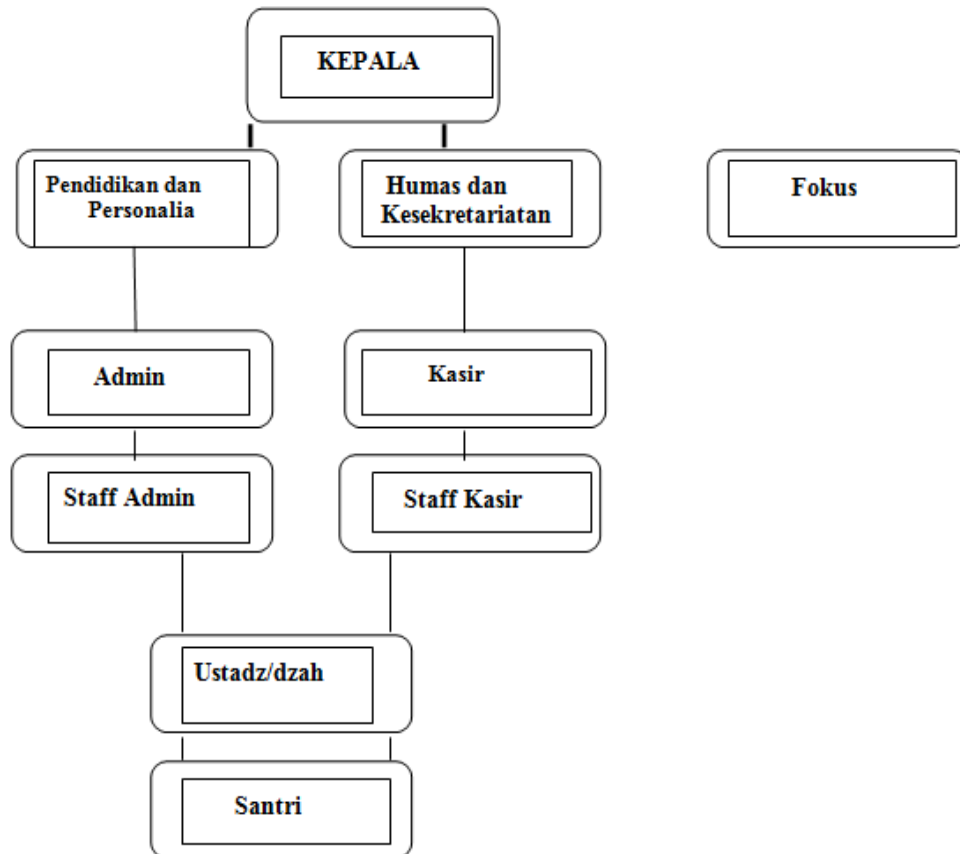 KEPALA
Pendidikan dan
Personalia
Humas dan
Kesekretariatan
Fokus
Admin
Kasir
Staff Admin
Staff Kasir
Ustadz/dzah
Santri